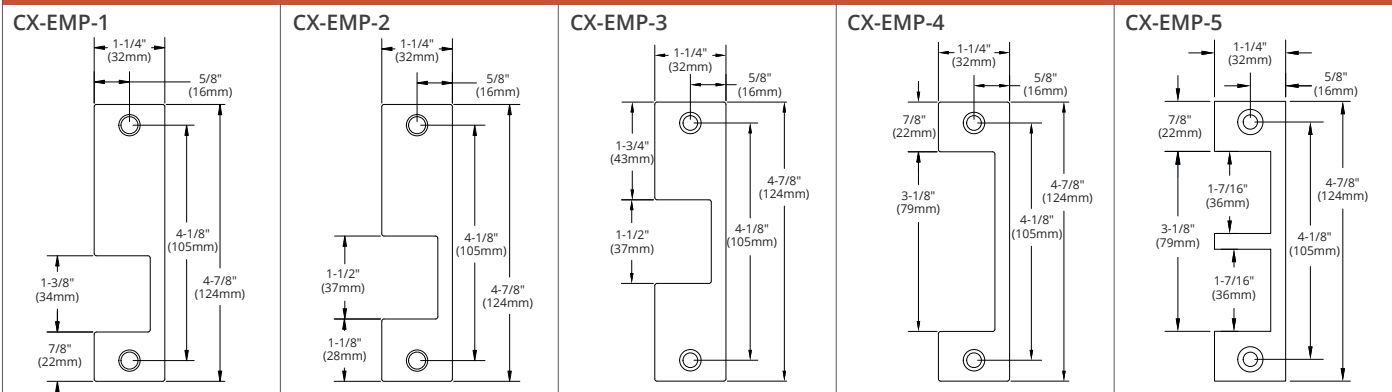 CX-EMP-1
1-1/4"
(32mm)
5/8"
(16mm)
4-1/8"
(105mm)
4-7/8"
(124mm)
1-3/8"
(34mm)
7/8"
(22mm)
CX-EMP-2
1-1/4"
(32mm)
5/8"
(16mm)
4-1/8"
(105mm)
1-1/2"
(37mm)
4-7/8"
(124mm)
1-1/8"
(28mm)
CX-EMP-3
1-1/4"
(32mm)
5/8"
(16mm)
1-3/4"
(43mm)
4-7/8"
(124mm)
1-1/2"
(37mm)
4-1/8"
(105mm)
CX-EMP-4
1-1/4"
(32mm)
5/8"
(16mm)
7/8"
(22mm)
4-7/8"
(124mm)
3-1/8"
(79mm)
4-1/8"
(105mm)
CX-EMP-5
1-1/4"
(32mm)
5/8"
(16mm)
7/8"
(22mm)
1-7/16"
(36mm)
4-7/8"
(124mm)
3-1/8"
(79mm)
4-1/8"
(105mm)
1-7/16"
(36mm)